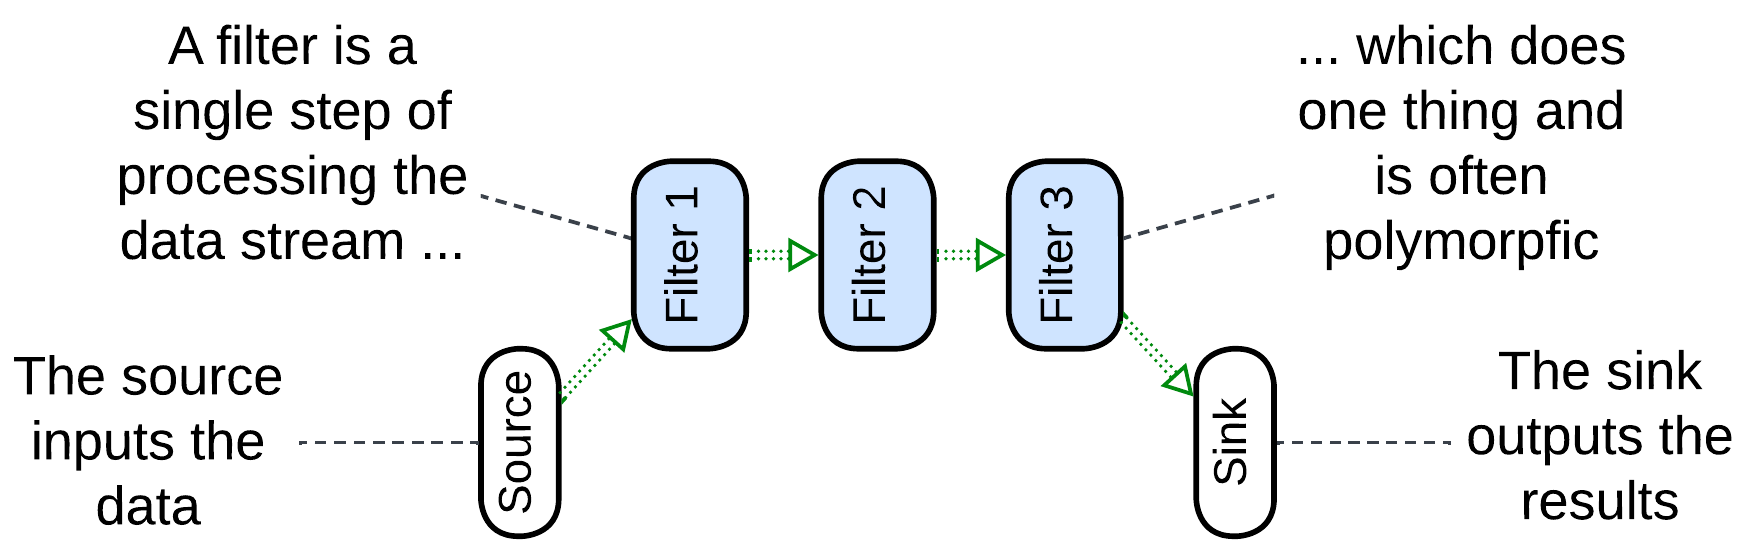 A filter is a
single step of
processing the
data stream ...
... which does
one thing and
is often
polymorpfic
Filter 1
Filter 2
Filter 3
The source
inputs the
data
Source
Sink
The sink
outputs the
results